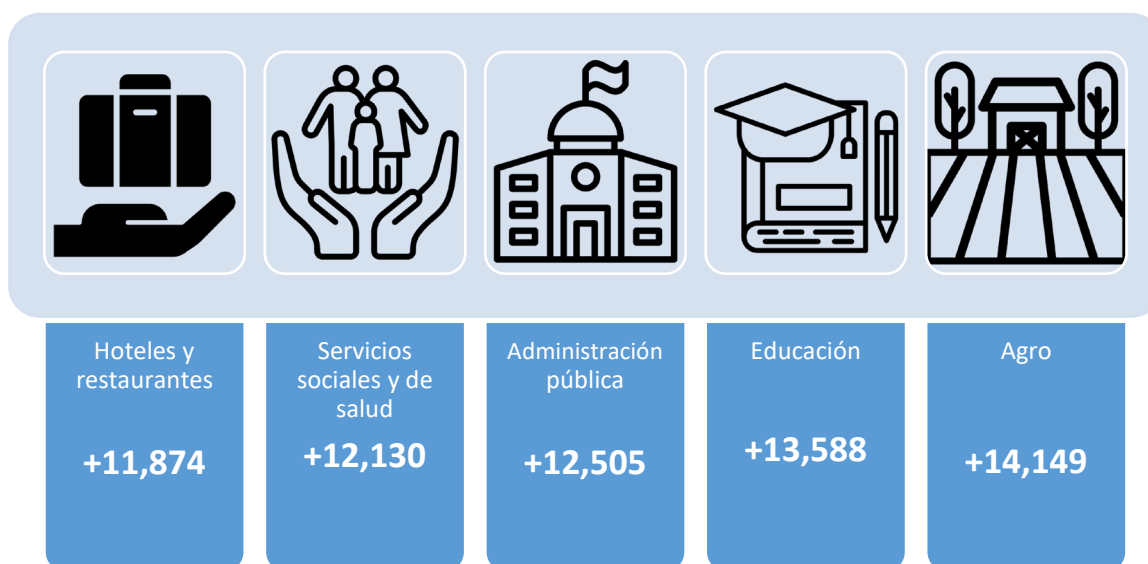 Hoteles y
restaurantes
+11,874
Servicios
sociales y de
salud
+12,130
Administración
pública
+12,505
Educación
+13,588
Agro
+14,149